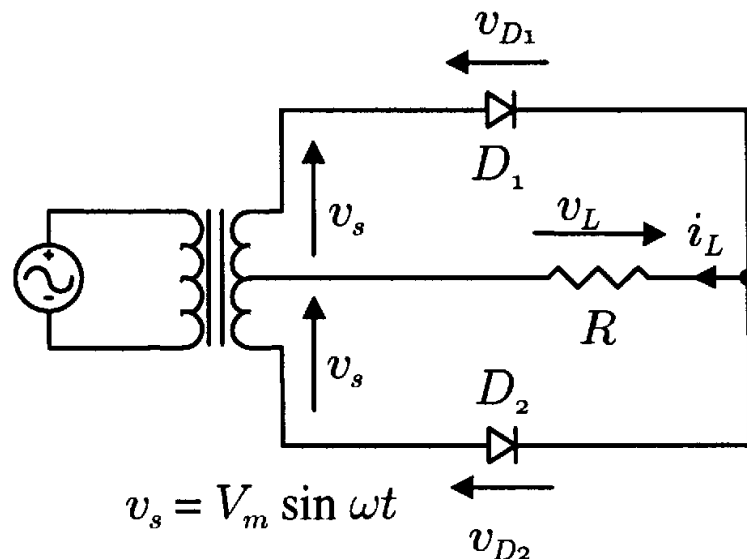 v_{D1}
D_1
v_s
v_L
i_L
+
-
R
v_s
D_2
v_s = V_m sin ωt
v_{D2}